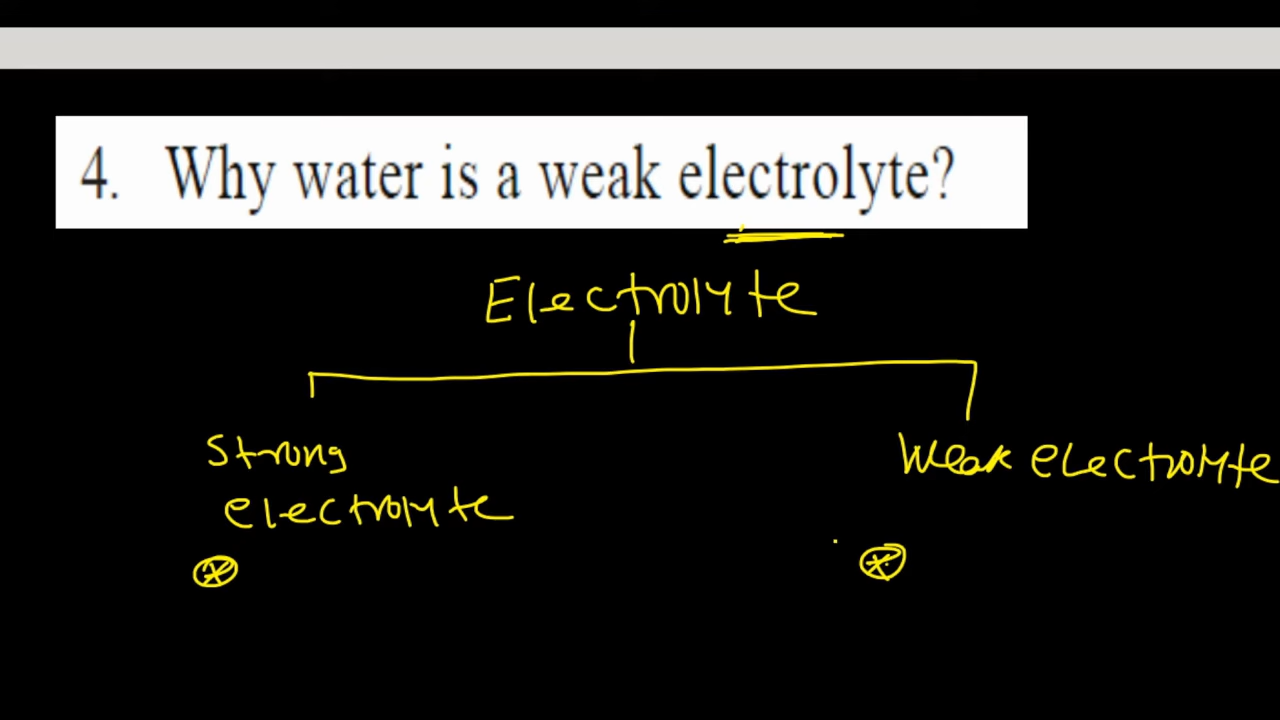 4. Why water is a weak electrolyte?
Electrolyte
Strong
electrolyte
Weak electrolyte